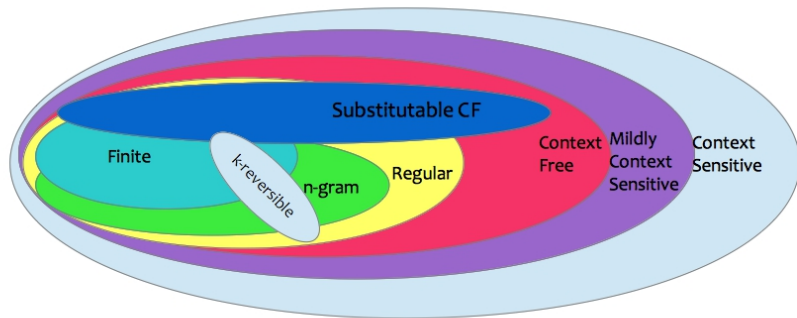 Substitutable CF
Finite
k-reversible
n-gram
Regular
Context
Free
Mildly
Context
Sensitive
Context
Sensitive